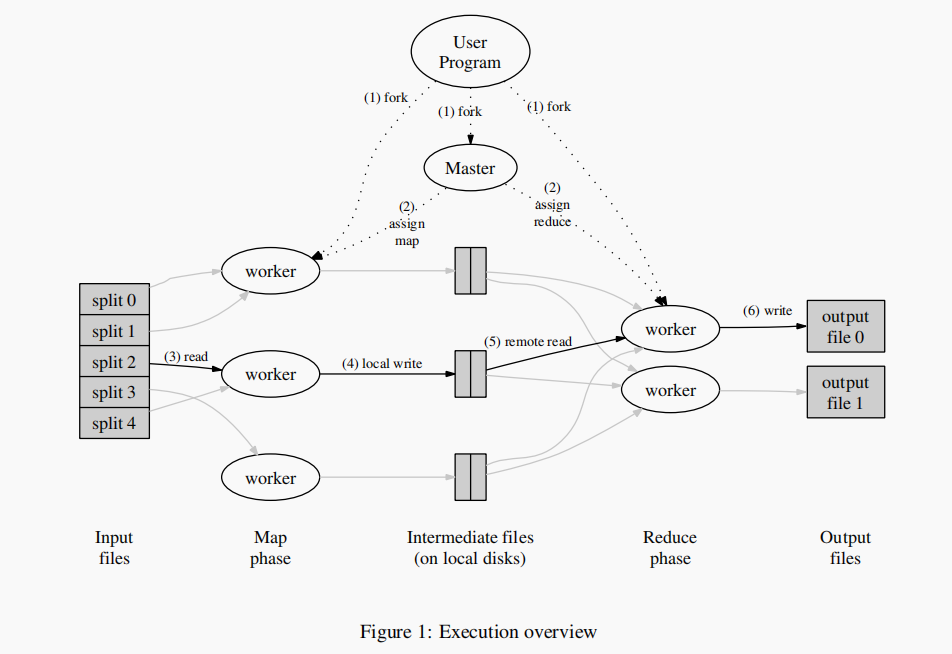 User
Program
(1) fork
(1) fork
(1) fork
Master
(2)
assign
map
(2)
assign
reduce
worker
split 0
split 1
split 2
split 3
split 4
(3) read
worker
(4) local write
(5) remote read
worker
(6) write
output
file 0
worker
output
file 1
worker
Input
files
Map
phase
Intermediate files
(on local disks)
Reduce
phase
Output
files
Figure 1: Execution overview